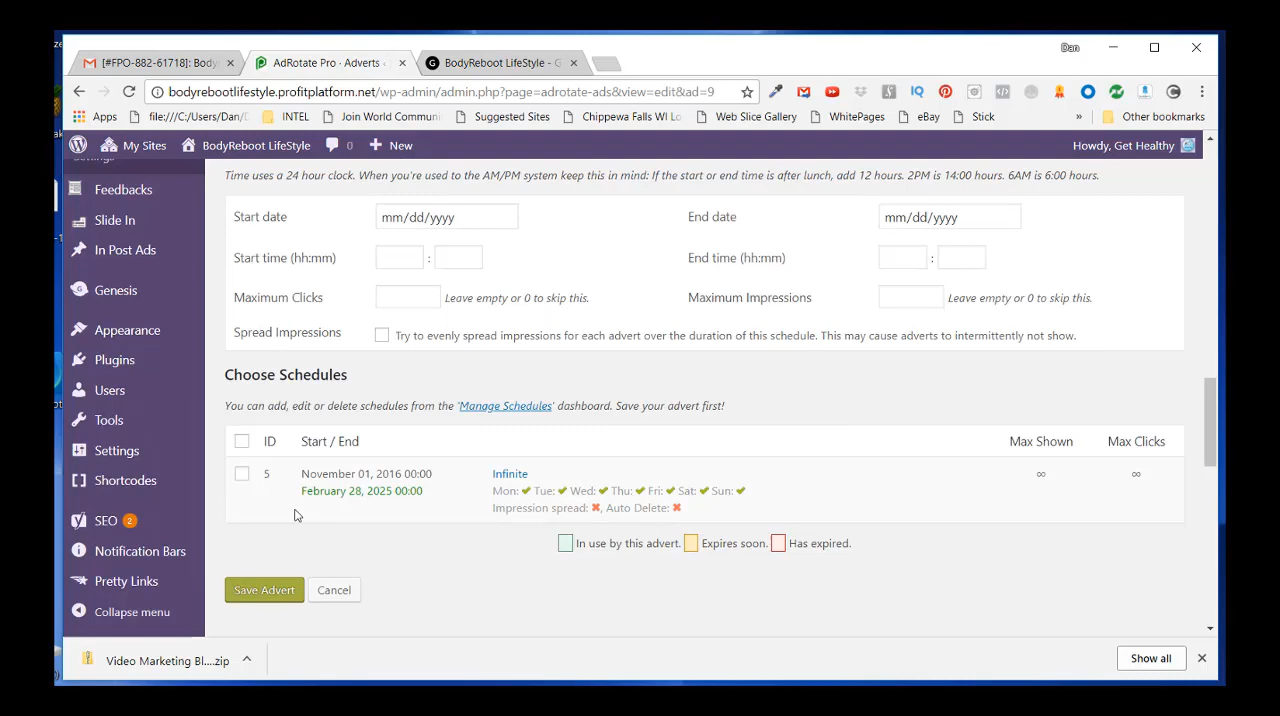 Dan
[#FPO-882-61718]: Body
AdRotate Pro · Adverts ‹
BodyReboot LifeStyle - G
bodyrebootlifestyle.profitplatform.net/wp-admin/admin.php?page=adrotate-ads&view=edit&ad=9
Apps
file:///C:/Users/Dan/D
INTEL
Join World Communi
Suggested Sites
Chippewa Falls WI Lo
Web Slice Gallery
WhitePages
eBay
Stick
»
Other bookmarks
My Sites
BodyReboot LifeStyle
0
New
Howdy, Get Healthy
Settings
Feedbacks
Slide In
In Post Ads
Genesis
Appearance
Plugins
Users
Tools
Settings
Shortcodes
SEO 2
Notification Bars
Pretty Links
Collapse menu
Time uses a 24 hour clock. When you're used to the AM/PM system keep this in mind: If the start or end time is after lunch, add 12 hours. 2PM is 14:00 hours. 6AM is 6:00 hours.
Start date mm/dd/yyyy End date mm/dd/yyyy
Start time (hh:mm) : End time (hh:mm) :
Maximum Clicks Leave empty or 0 to skip this. Maximum Impressions Leave empty or 0 to skip this.
Spread Impressions Try to evenly spread impressions for each advert over the duration of this schedule. This may cause adverts to intermittently not show.
Choose Schedules
You can add, edit or delete schedules from the 'Manage Schedules' dashboard. Save your advert first!
ID Start / End Max Shown Max Clicks
5 November 01, 2016 00:00 Infinite ∞ ∞
February 28, 2025 00:00 Mon: ✔ Tue: ✔ Wed: ✔ Thu: ✔ Fri: ✔ Sat: ✔ Sun: ✔
Impression spread: ✖, Auto Delete: ✖
In use by this advert. Expires soon. Has expired.
Save Advert Cancel
Video Marketing Bl....zip
Show all